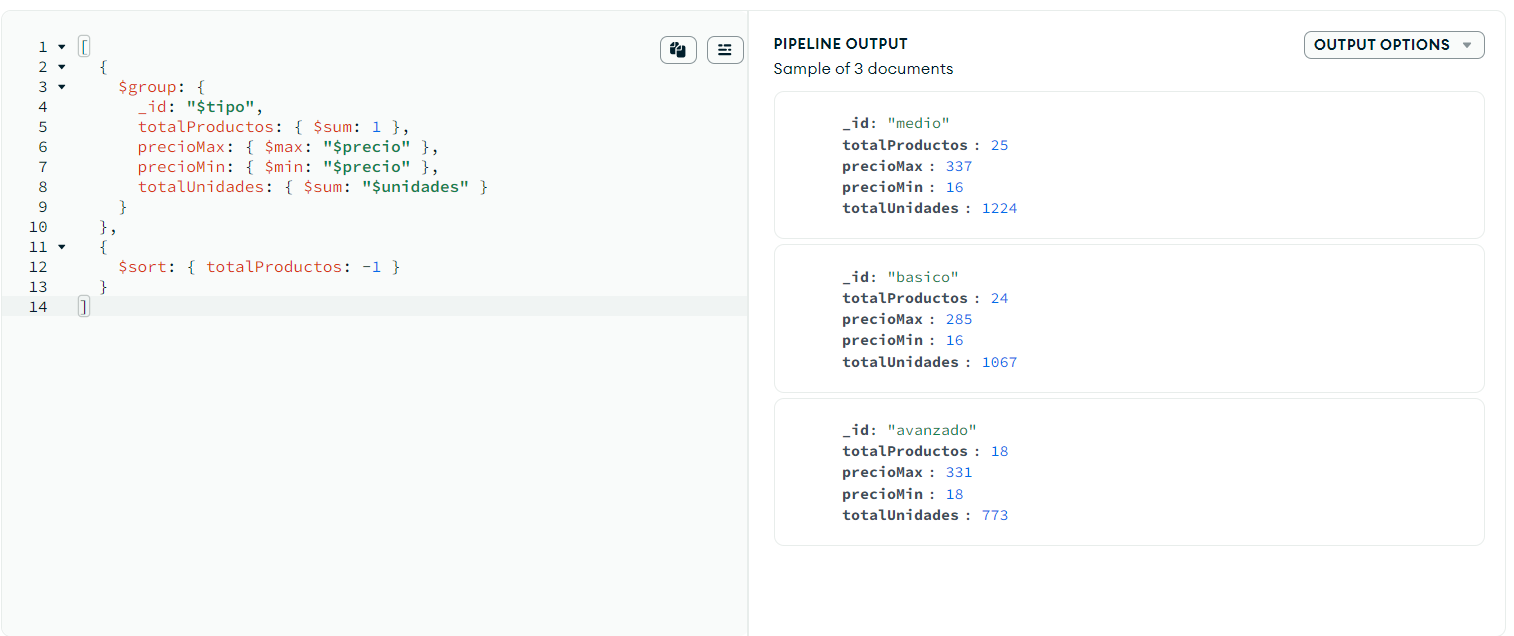 1 [
2 {
3 $group: {
4 _id: "$tipo",
5 totalProductos: { $sum: 1 },
6 precioMax: { $max: "$precio" },
7 precioMin: { $min: "$precio" },
8 totalUnidades: { $sum: "$unidades" }
9 }
10 },
11 {
12 $sort: { totalProductos: -1 }
13 }
14 ]
PIPELINE OUTPUT
OUTPUT OPTIONS
Sample of 3 documents
_id: "medio"
totalProductos : 25
precioMax : 337
precioMin : 16
totalUnidades : 1224
_id: "basico"
totalProductos : 24
precioMax : 285
precioMin : 16
totalUnidades : 1067
_id: "avanzado"
totalProductos : 18
precioMax : 331
precioMin : 18
totalUnidades : 773